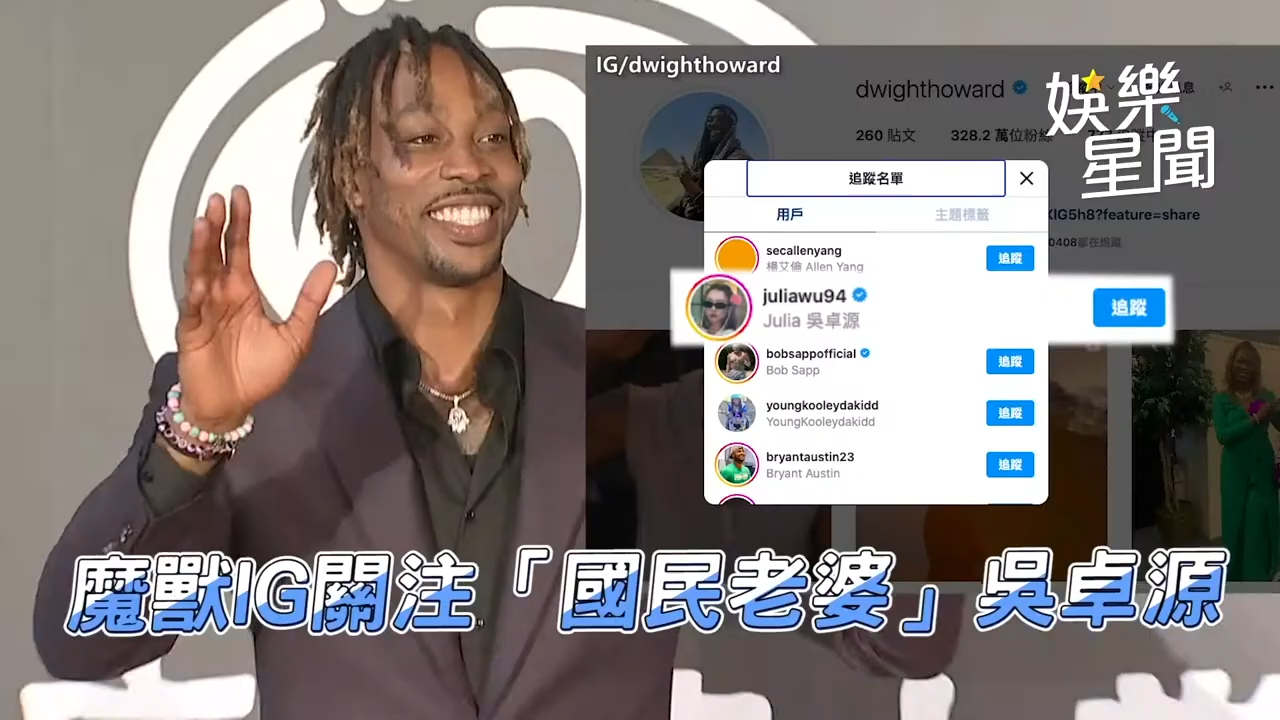 IG/dwighthoward
dwighthoward
娛樂
星聞
260 貼文
328.2 萬位粉絲
追蹤名單
用戶
主題標籤
KIG5h8?feature=share
secallenyang
楊艾倫 Allen Yang
追蹤
juliawu94
Julia 吳卓源
追蹤
bobsappofficial
Bob Sapp
追蹤
youngkooleydakidd
YoungKooleydakidd
追蹤
bryantaustin23
Bryant Austin
追蹤
魔獸IG關注「國民老婆」吳卓源